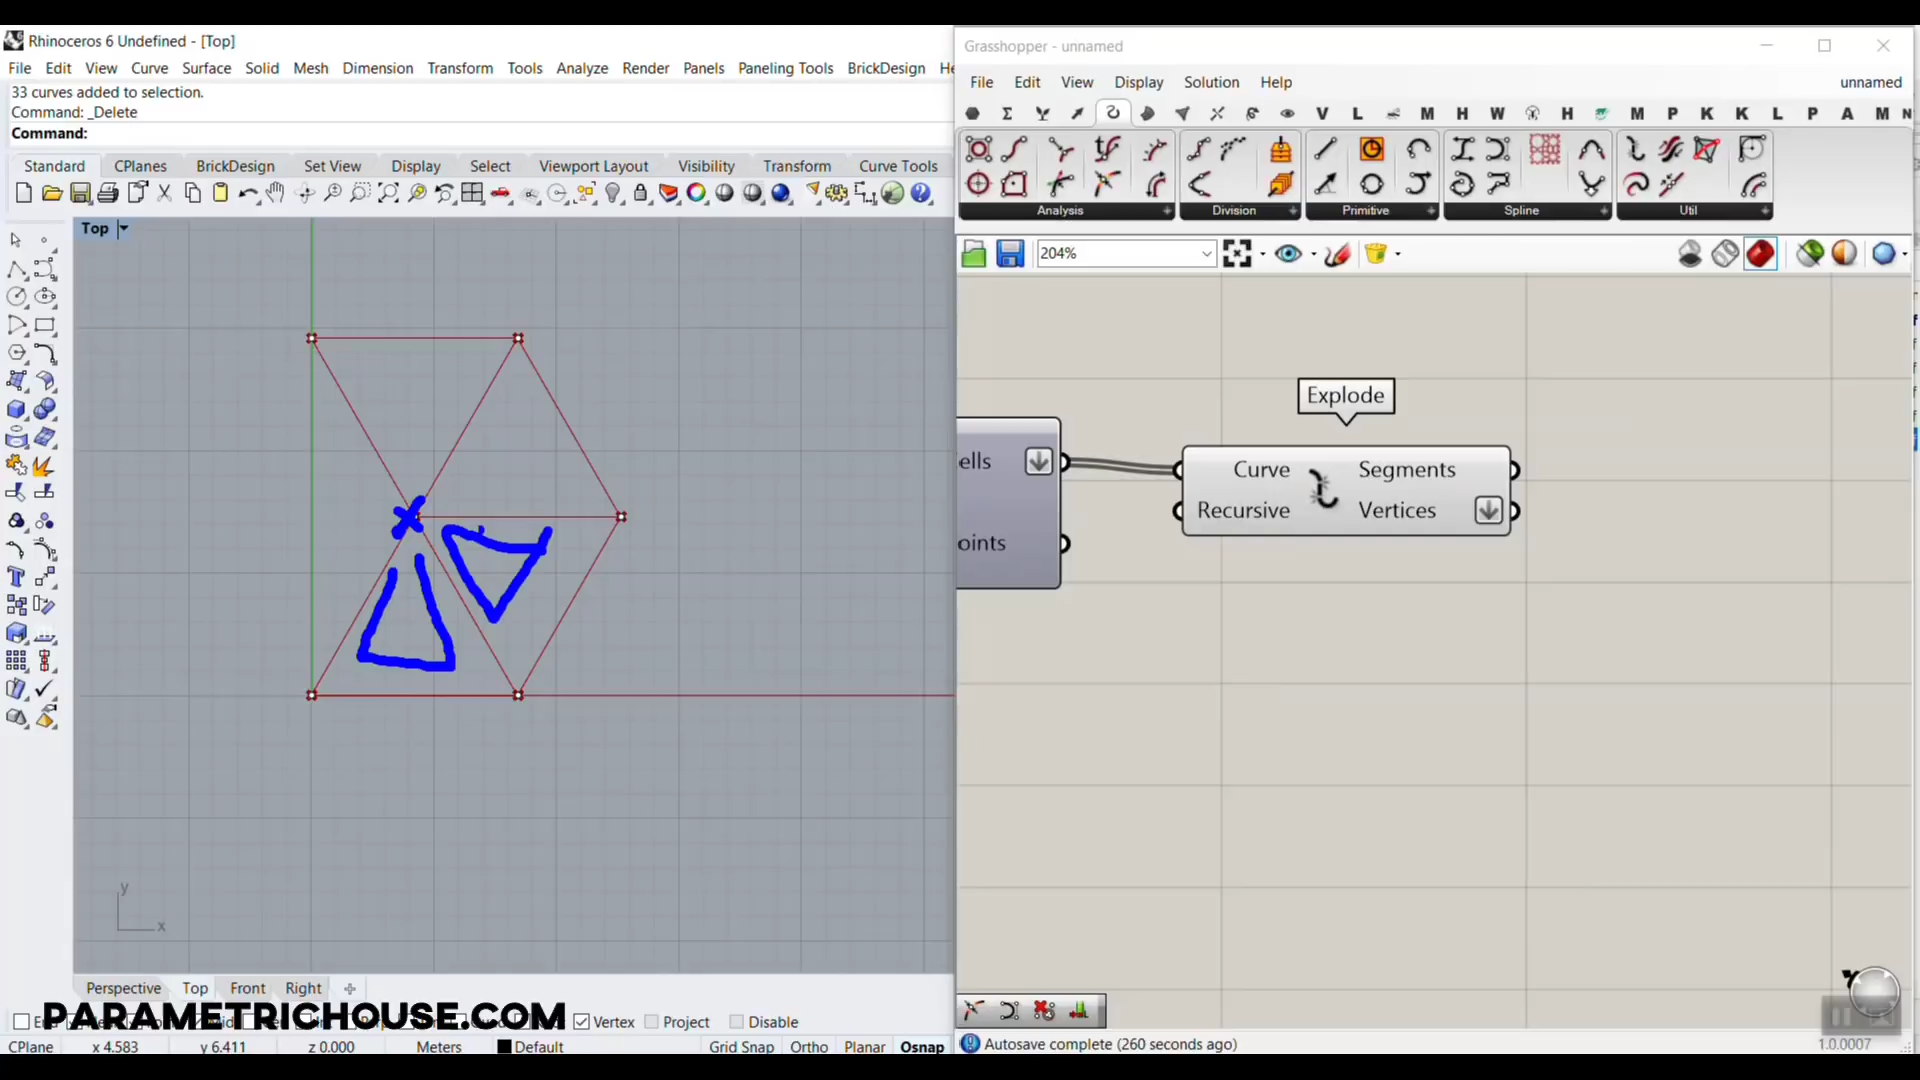 Rhinoceros 6 Undefined - [Top]
File Edit View Curve Surface Solid Mesh Dimension Transform Tools Analyze Render Panels Paneling Tools BrickDesign
33 curves added to selection.
Command: _Delete
Command:
Standard CPlanes BrickDesign Set View Display Select Viewport Layout Visibility Transform Curve Tools
Top
y
x
Perspective Top Front Right
PARAMETRICHOUSE.COM
Vertex Project Disable
CPlane x 4.583 y 6.411 z 0.000 Meters Default Grid Snap Ortho Planar Osnap
Grasshopper - unnamed
File Edit View Display Solution Help unnamed
V L M H W H M P K K L P A M
Analysis Division Primitive Spline Util
204%
Explode
ells
oints
Curve Segments
Recursive Vertices
Autosave complete (260 seconds ago)
1.0.0007